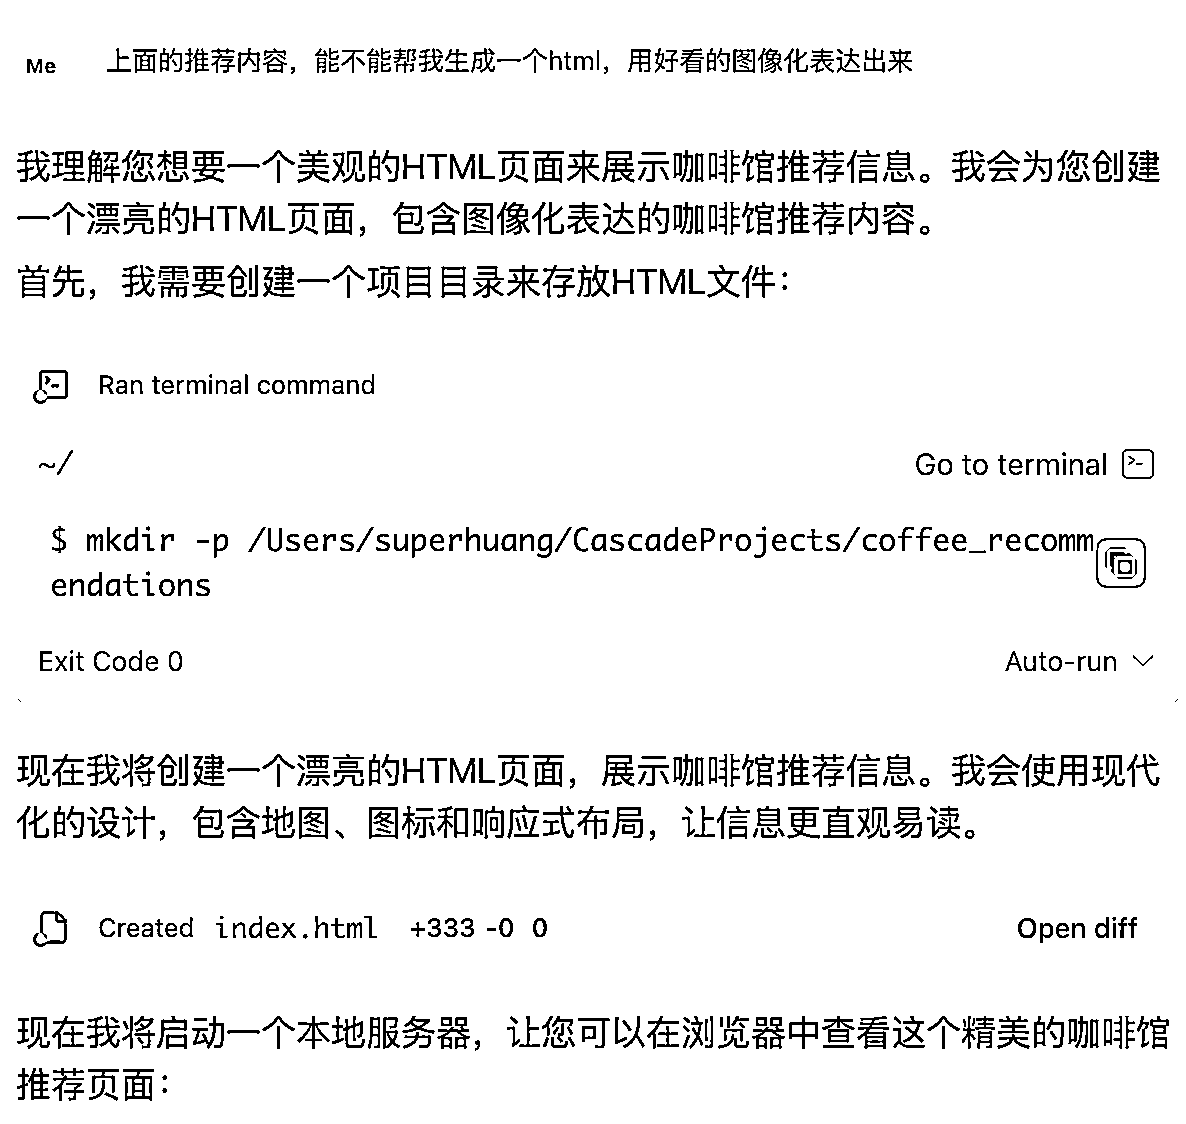 Me 上面的推荐内容，能不能帮我生成一个html，用好看的图像化表达出来
我理解您想要一个美观的HTML页面来展示咖啡馆推荐信息。我会为您创建
一个漂亮的HTML页面，包含图像化表达的咖啡馆推荐内容。
首先，我需要创建一个项目目录来存放HTML文件：
Ran terminal command
~/ Go to terminal
$ mkdir -p /Users/superhuang/CascadeProjects/coffee_recomm
endations
Exit Code 0 Auto-run
现在我将创建一个漂亮的HTML页面，展示咖啡馆推荐信息。我会使用现代
化的设计，包含地图、图标和响应式布局，让信息更直观易读。
Created index.html +333 -0 0 Open diff
现在我将启动一个本地服务器，让您可以在浏览器中查看这个精美的咖啡馆
推荐页面：